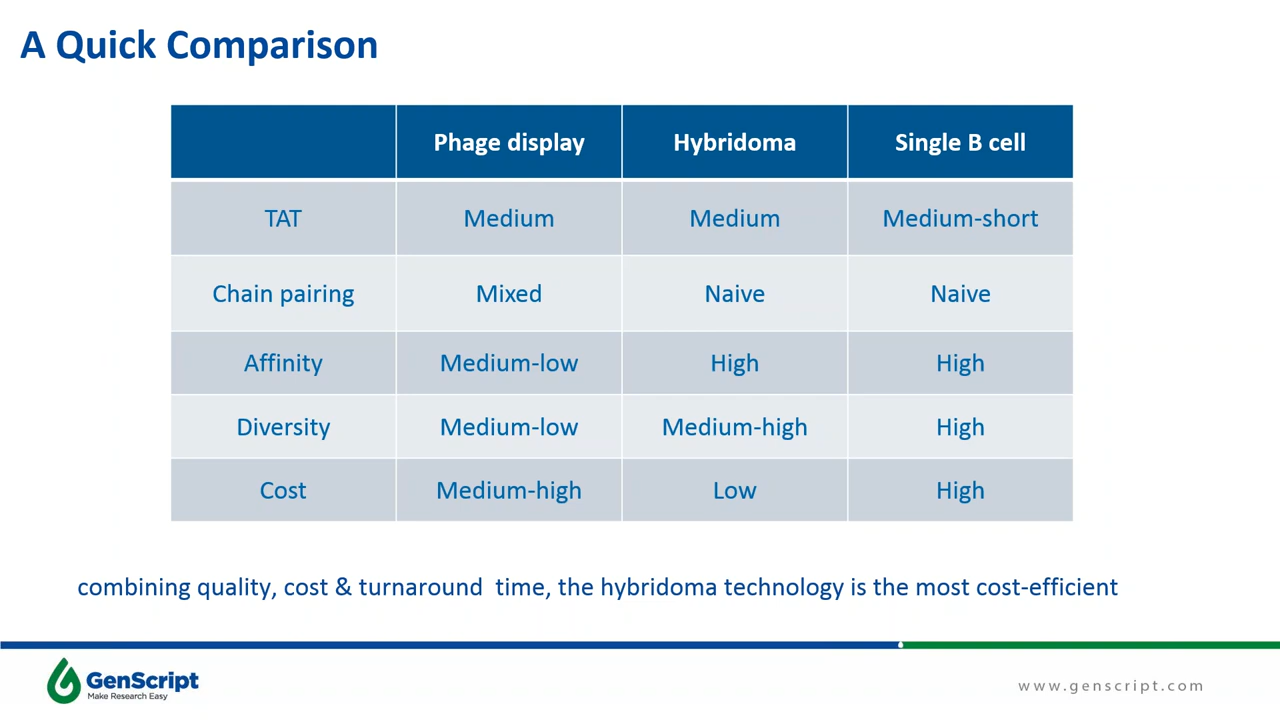 A Quick Comparison
Phage display Hybridoma Single B cell
TAT Medium Medium Medium-short
Chain pairing Mixed Naive Naive
Affinity Medium-low High High
Diversity Medium-low Medium-high High
Cost Medium-high Low High
combining quality, cost & turnaround time, the hybridoma technology is the most cost-efficient
GenScript
Make Research Easy
www.genscript.com